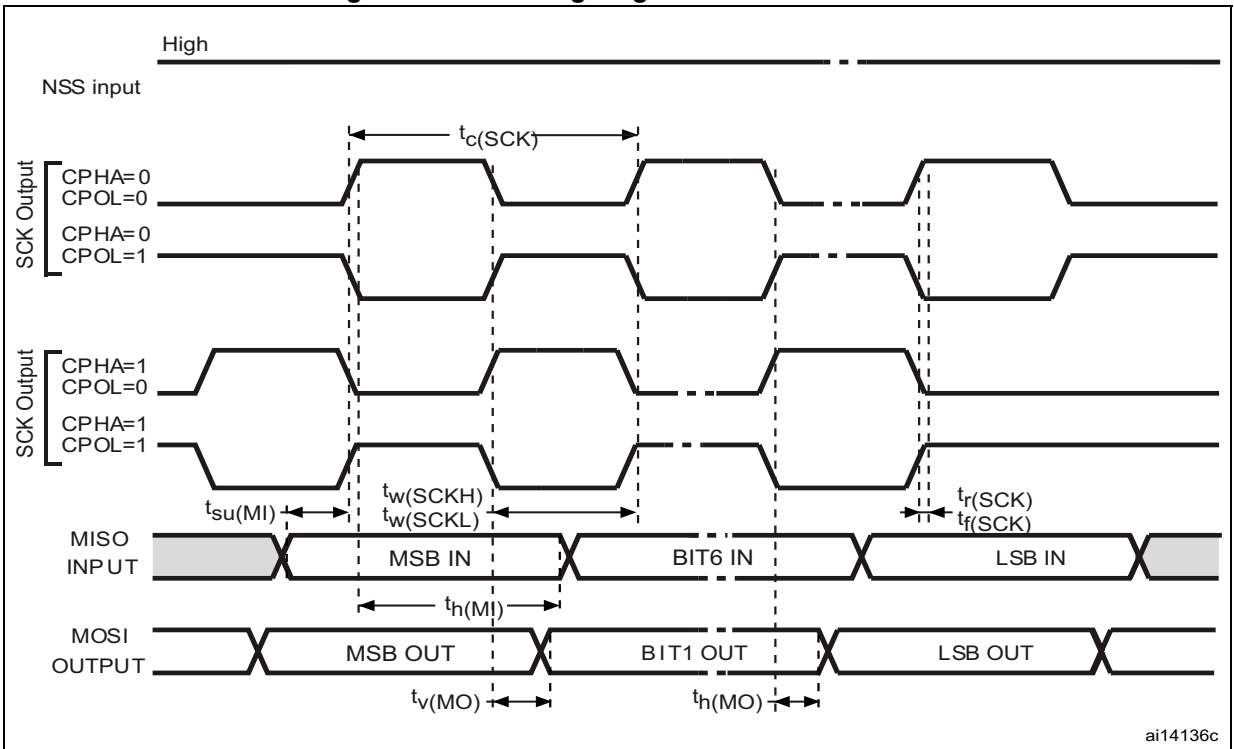 High
NSS input
tc(SCK)
SCK Output
CPHA=0
CPOL=0
CPHA=0
CPOL=1
SCK Output
CPHA=1
CPOL=0
CPHA=1
CPOL=1
tsu(MI)
tw(SCKH)
tw(SCKL)
tr(SCK)
tf(SCK)
MISO
INPUT
MSB IN
BIT6 IN
LSB IN
th(MI)
MOSI
OUTPUT
MSB OUT
BIT1 OUT
LSB OUT
tv(MO)
th(MO)
ai14136c